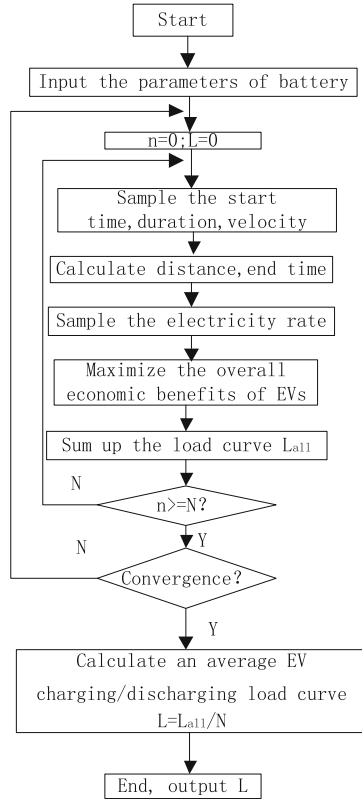 Start
Input the parameters of battery
n=0;L=0
Sample the start
time,duration,velocity
Calculate distance,end time
Sample the electricity rate
Maximize the overall
economic benefits of EVs
Sum up the load curve Lall
N
n>=N?
Y
N
Convergence?
Y
Calculate an average EV
charging/discharging load curve
L=Lall/N
End, output L